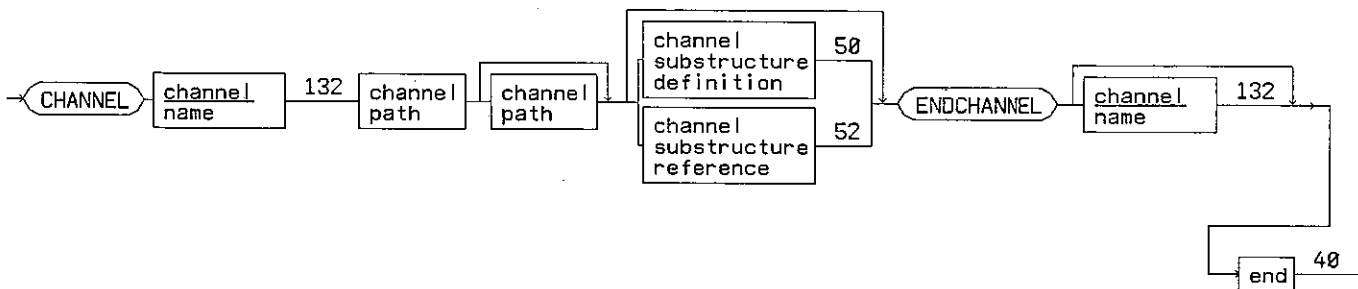 CHANNEL
channel
name
132
channel
path
channel
path
channel
substructure
definition
50
channel
substructure
reference
52
ENDCHANNEL
channel
name
132
end
40